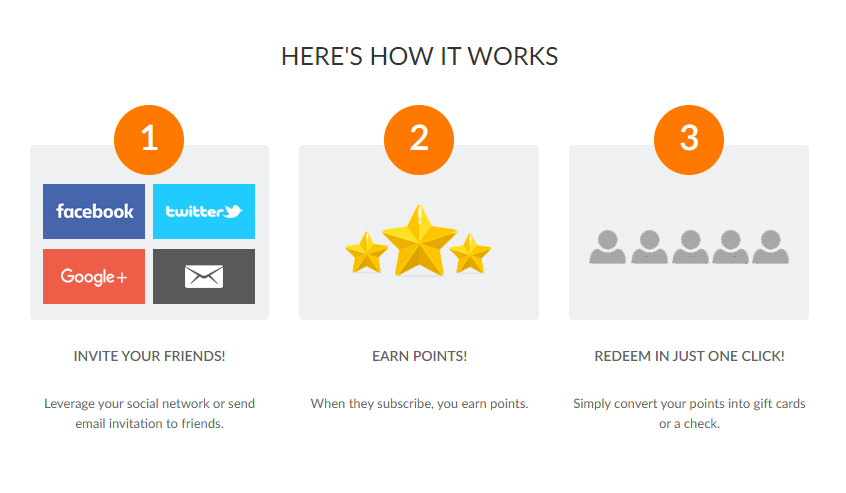 HERE'S HOW IT WORKS
1
2
3
facebook
twitter
Google+
INVITE YOUR FRIENDS!
Leverage your social network or send
email invitation to friends.
EARN POINTS!
When they subscribe, you earn points.
REDEEM IN JUST ONE CLICK!
Simply convert your points into gift cards
or a check.